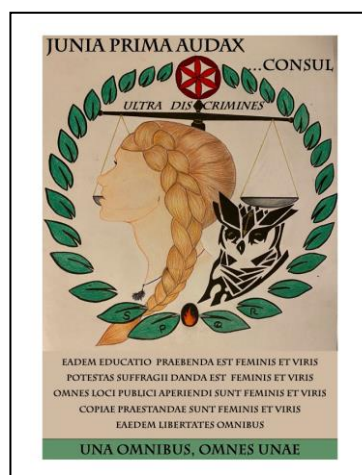 JUNIA PRIMA AUDAX
...CONSUL
ULTRA DISCRIMINES
S P Q R
EADEM EDUCATIO PRAEBENDA EST FEMINIS ET VIRIS
POTESTAS SUFFRAGII DANDA EST FEMINIS ET VIRIS
OMNES LOCI PUBLICI APERIENDI SUNT FEMINIS ET VIRIS
COPIAE PRAESTANDAE SUNT FEMINIS ET VIRIS
EAEDEM LIBERTATES OMNIBUS
UNA OMNIBUS, OMNES UNAE